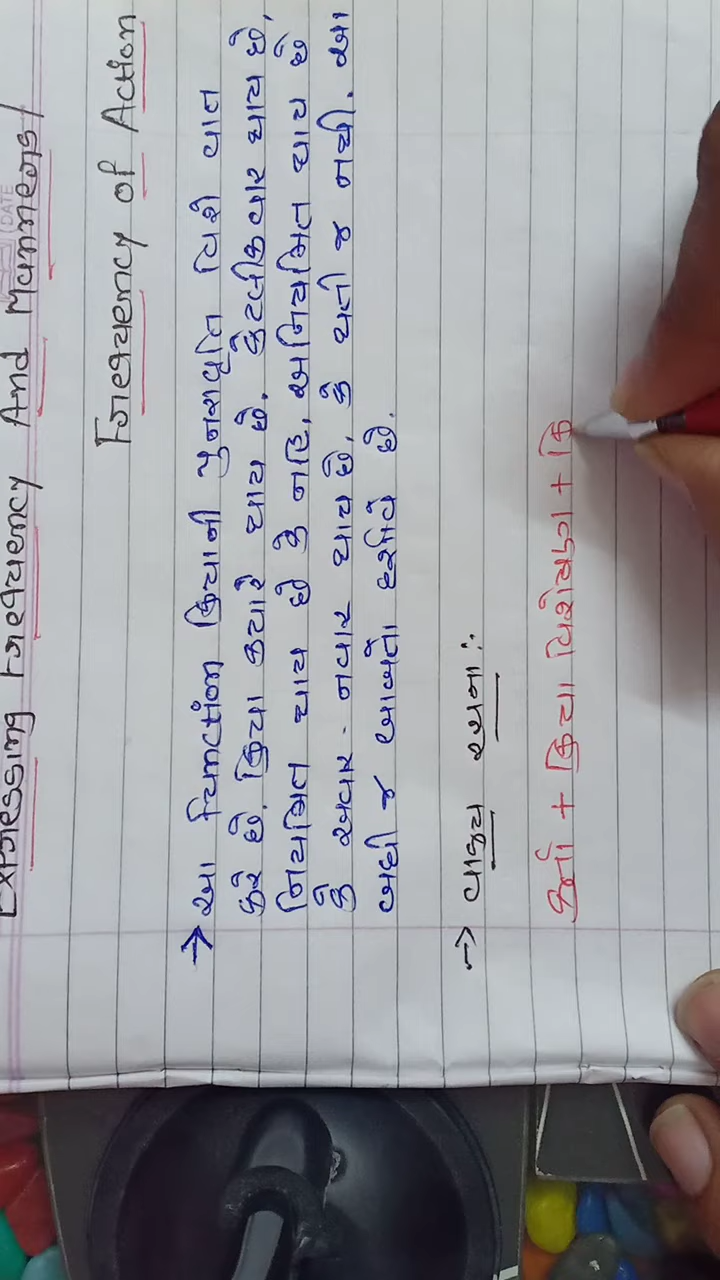 Expressing Frequency And Manners/
Frequency of Action
→ આ Function ક્રિયાની પુનરાવૃતિ વિશે વાત
કરે છે. ક્રિયા ક્યારે થાય છે. કેટલીકવાર થાય છે,
નિયમિત થાય છે કે નહિ, અનિયમિત થાય છે
કે અવાર-નવાર થાય છે, કે થતી જ નથી. આ
બધી જ બાબતો દર્શાવે છે.
→ વાક્ય રચના :-
કર્તા + ક્રિયા વિશેષણ + ક્રિ